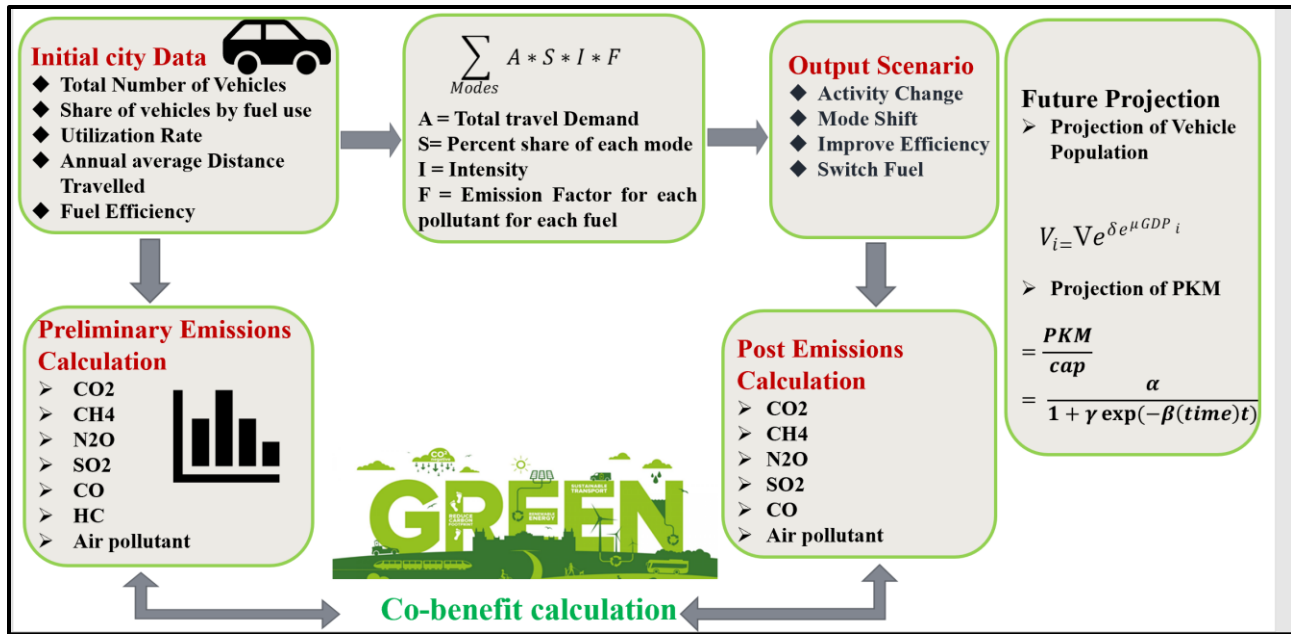 Initial city Data
◆ Total Number of Vehicles
◆ Share of vehicles by fuel use
◆ Utilization Rate
◆ Annual average Distance
Travelled
◆ Fuel Efficiency
∑ A * S * I * F
Modes
A = Total travel Demand
S= Percent share of each mode
I = Intensity
F = Emission Factor for each
pollutant for each fuel
Output Scenario
◆ Activity Change
◆ Mode Shift
◆ Improve Efficiency
◆ Switch Fuel
Future Projection
➢ Projection of Vehicle
Population
V_i= Ve^{δe^{μGDP_i}}
➢ Projection of PKM
= PKM/cap
= α/(1 + γ exp(−β(time)t)
Preliminary Emissions
Calculation
➢ CO2
➢ CH4
➢ N2O
➢ SO2
➢ CO
➢ HC
➢ Air pollutant
Post Emissions
Calculation
➢ CO2
➢ CH4
➢ N2O
➢ SO2
➢ CO
➢ Air pollutant
GREEN
REDUCE
CARBON
FOOTPRINT
RENEWABLE
ENERGY
SUSTAINABLE
TRANSPORT
Co-benefit calculation